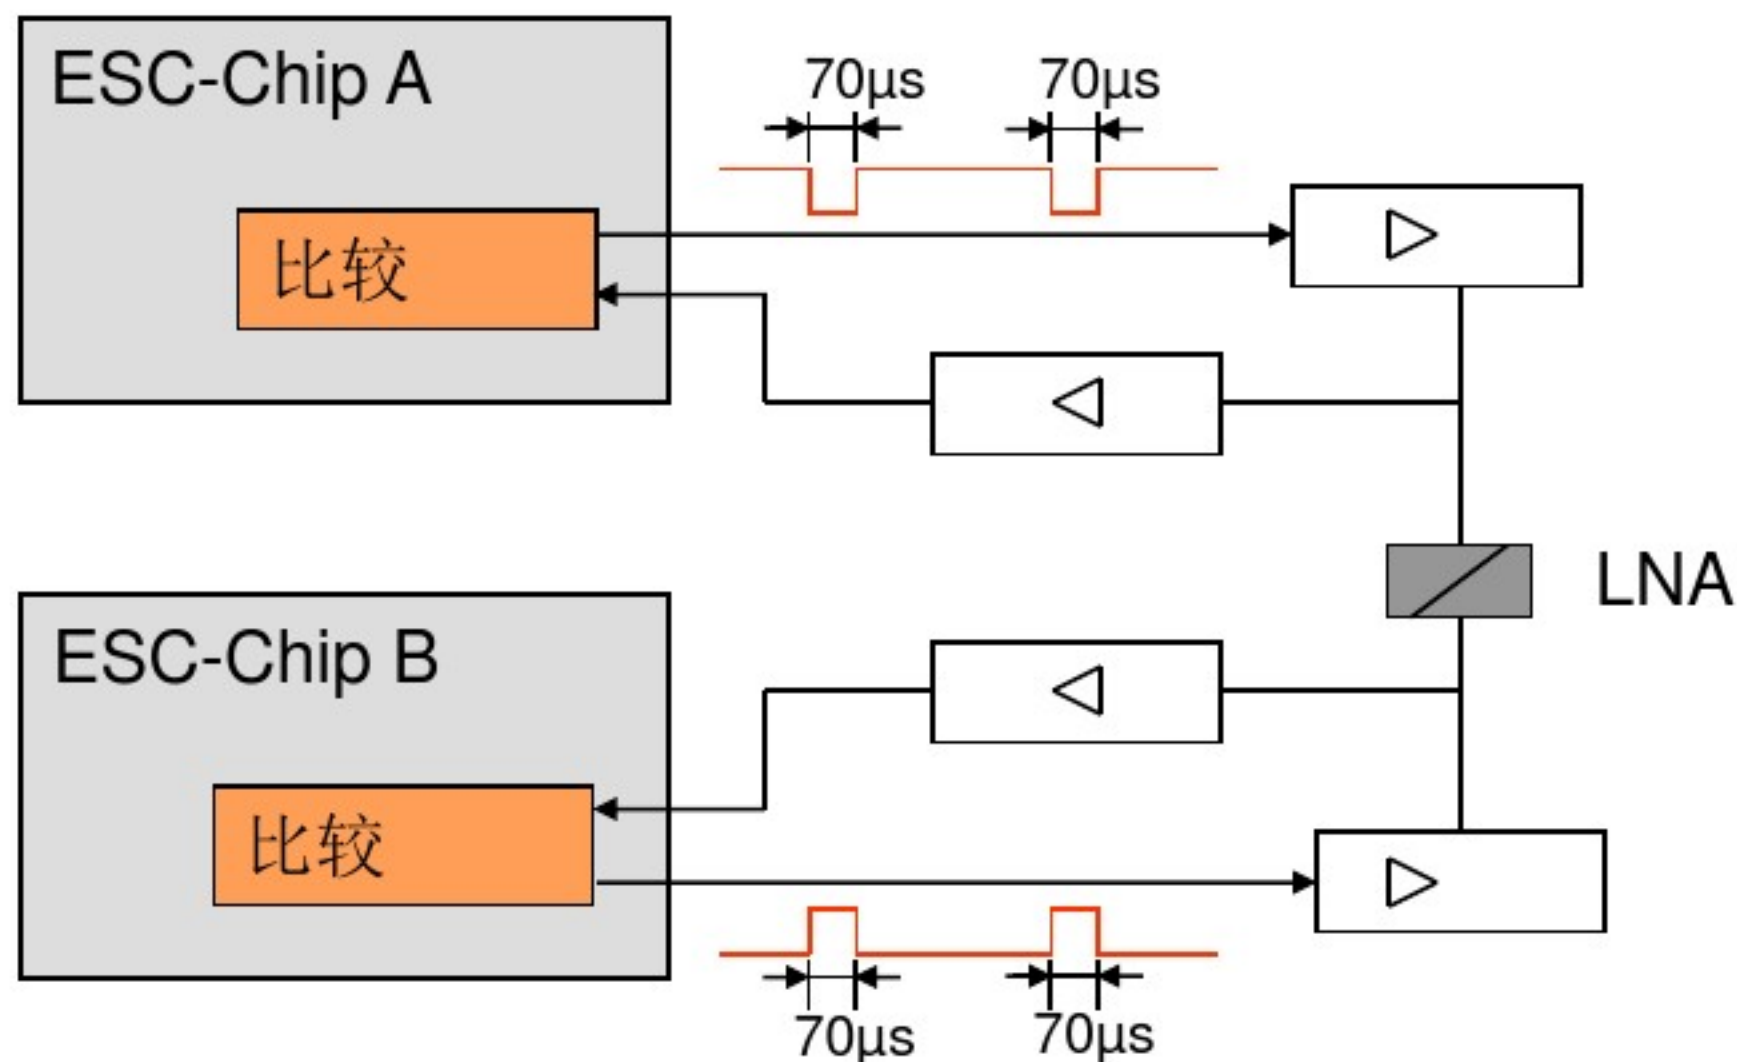 ESC-Chip A
70µs
70µs
比较
LNA
ESC-Chip B
比较
70µs
70µs